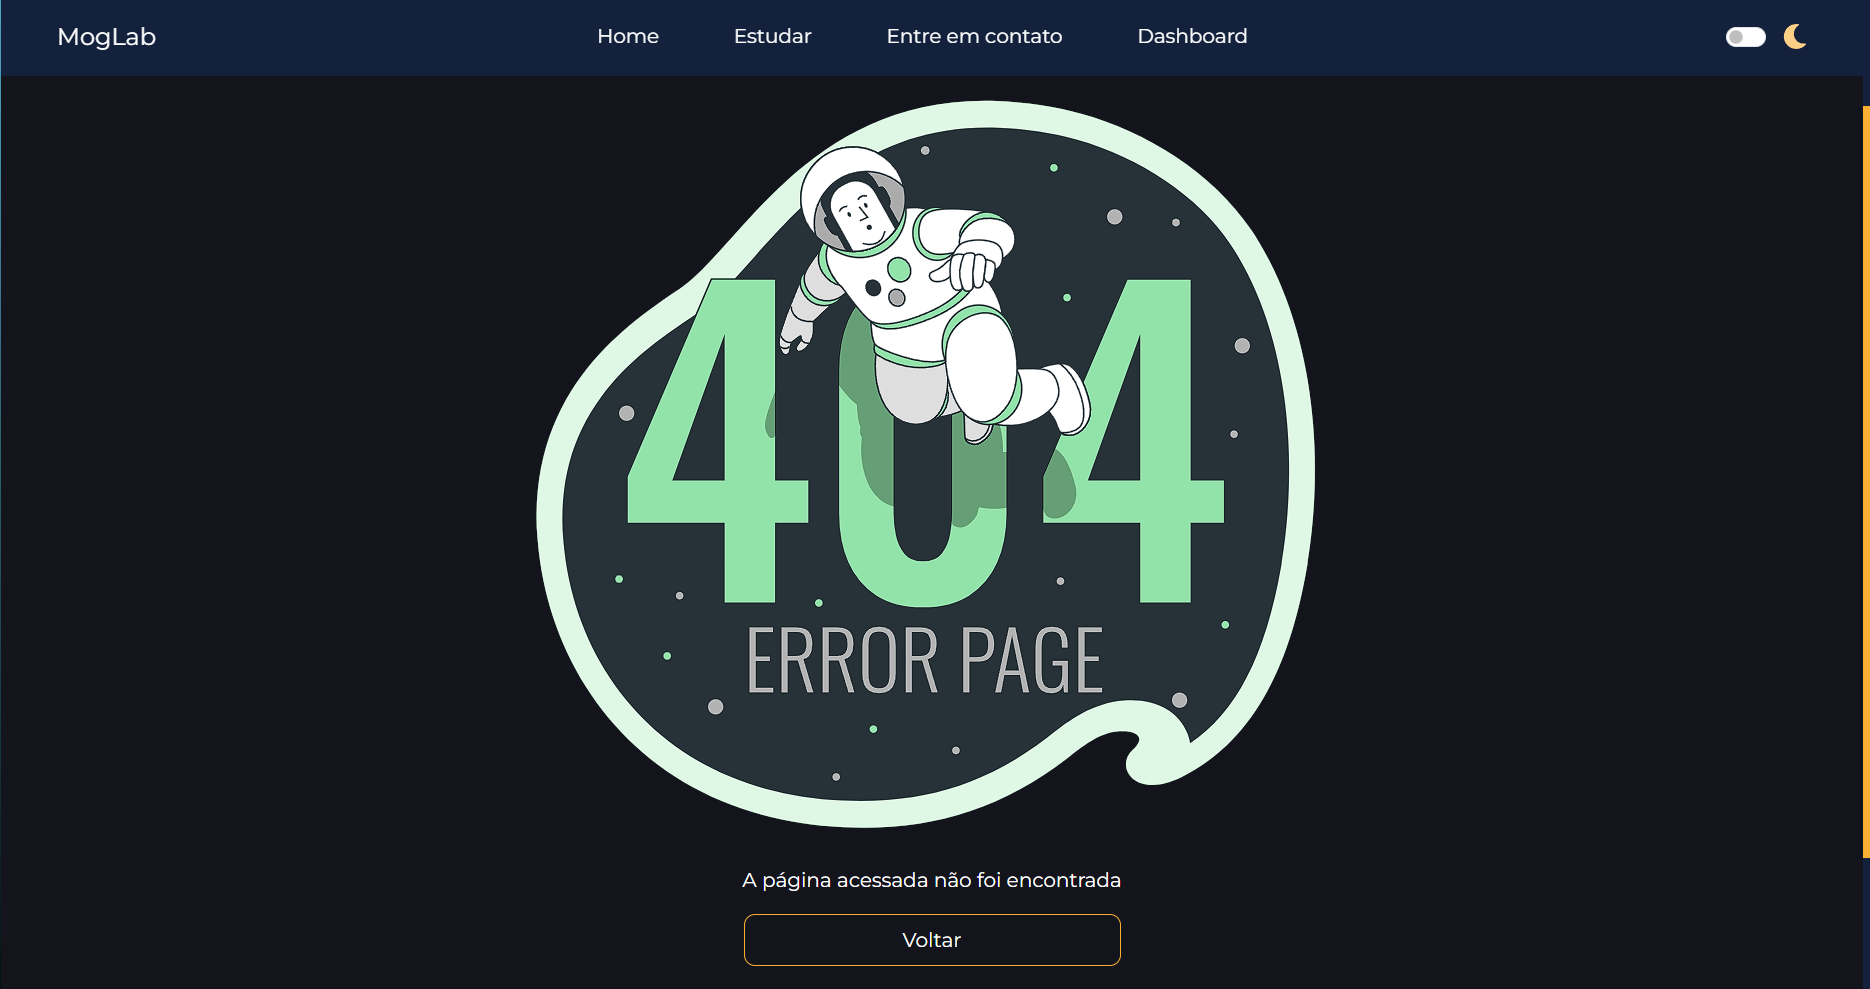 MogLab
Home Estudar Entre em contato Dashboard
404
ERROR PAGE
A página acessada não foi encontrada
Voltar